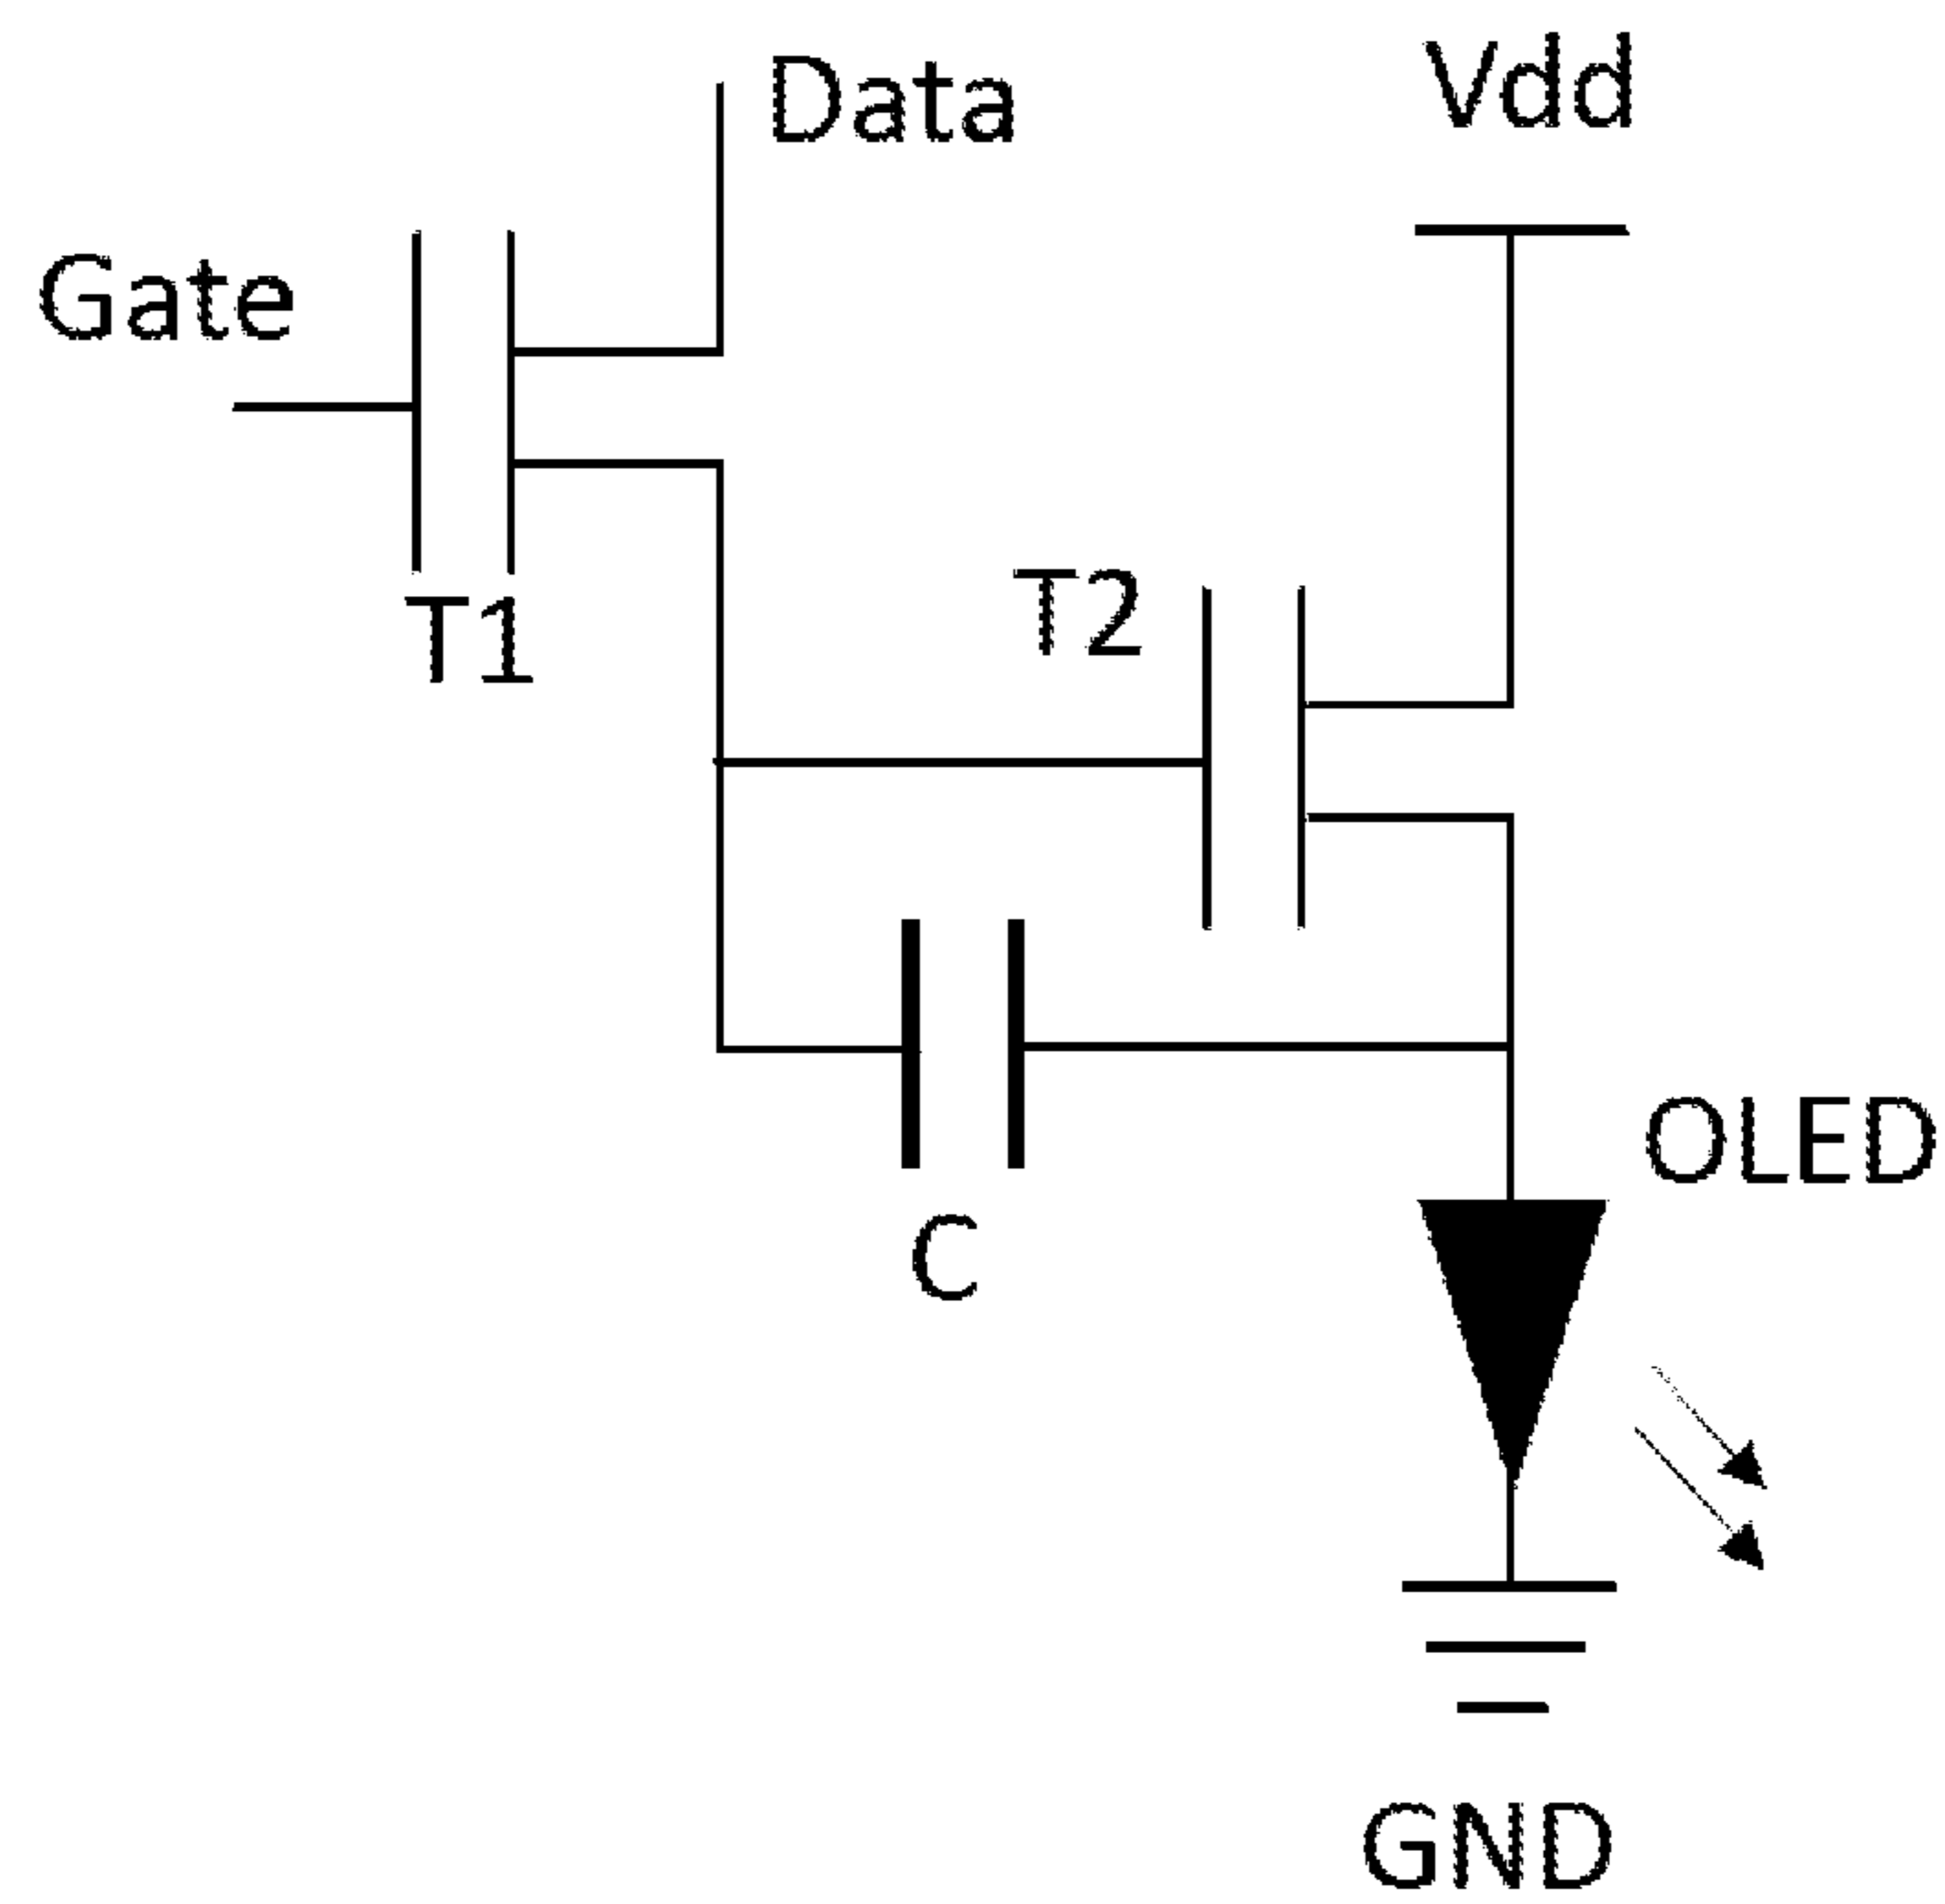 Data
Vdd
Gate
T1
T2
C
OLED
GND